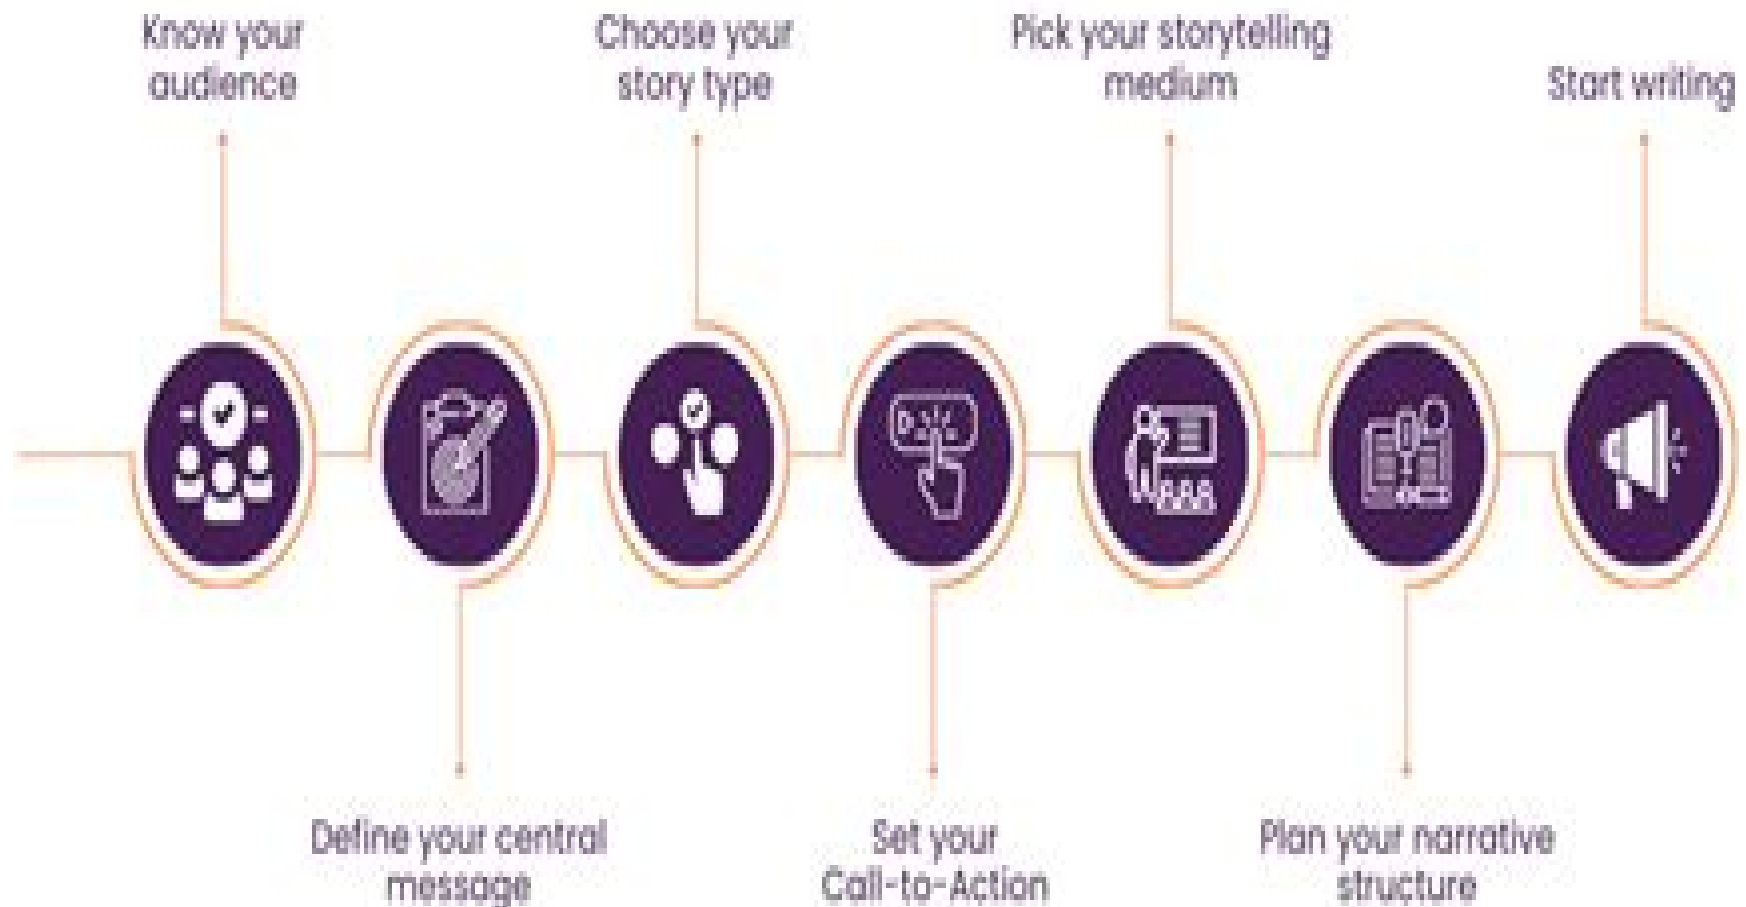 Know your
audience
Define your central
message
Choose your
story type
Set your
Call-to-Action
Pick your storytelling
medium
Plan your narrative
structure
Start writing